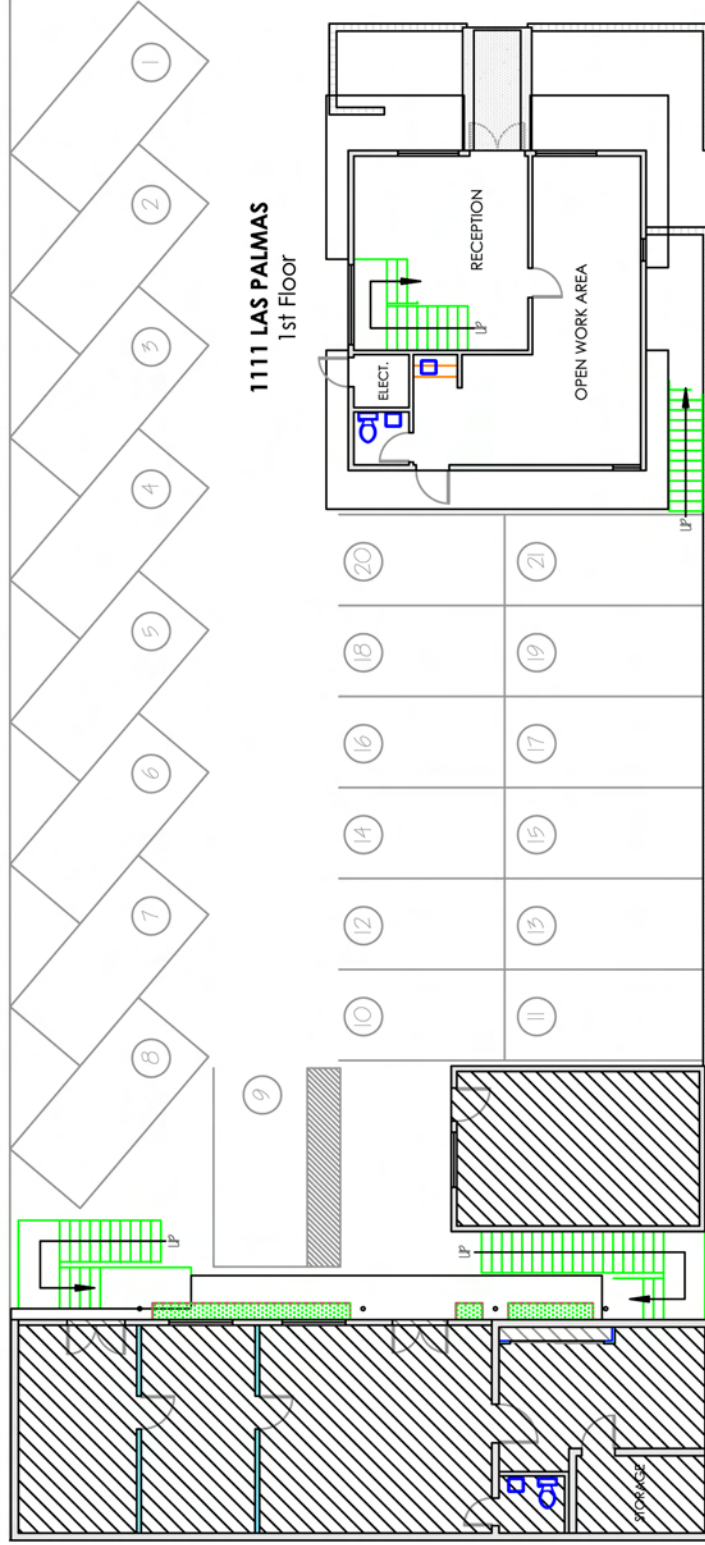 1111 LAS PALMAS
1st Floor
1
2
3
4
5
6
7
8
9
20
18
16
14
12
10
21
19
17
15
13
11
RECEPTION
UP
ELECT.
OPEN WORK AREA
UP
UP
UP
STORAGE